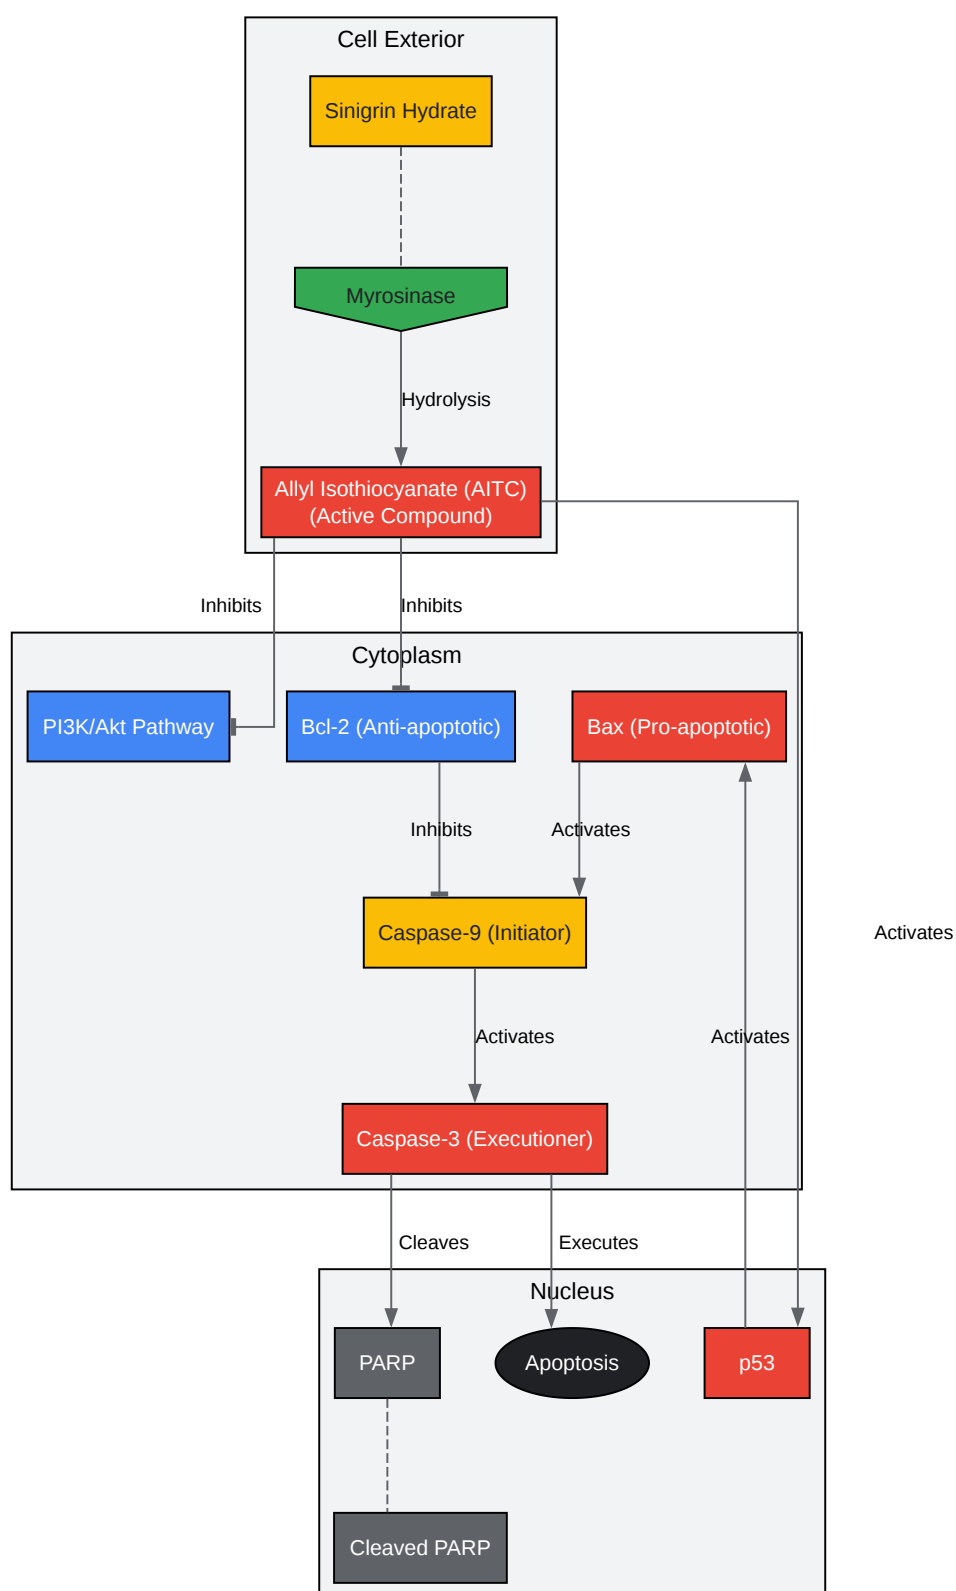 Cell Exterior
Sinigrin Hydrate
Myrosinase
Hydrolysis
Allyl Isothiocyanate (AITC)
(Active Compound)
Inhibits
Inhibits
Cytoplasm
PI3K/Akt Pathway
Bcl-2 (Anti-apoptotic)
Bax (Pro-apoptotic)
Inhibits
Activates
Caspase-9 (Initiator)
Activates
Activates
Activates
Caspase-3 (Executioner)
Cleaves
Executes
Nucleus
PARP
Apoptosis
p53
Cleaved PARP